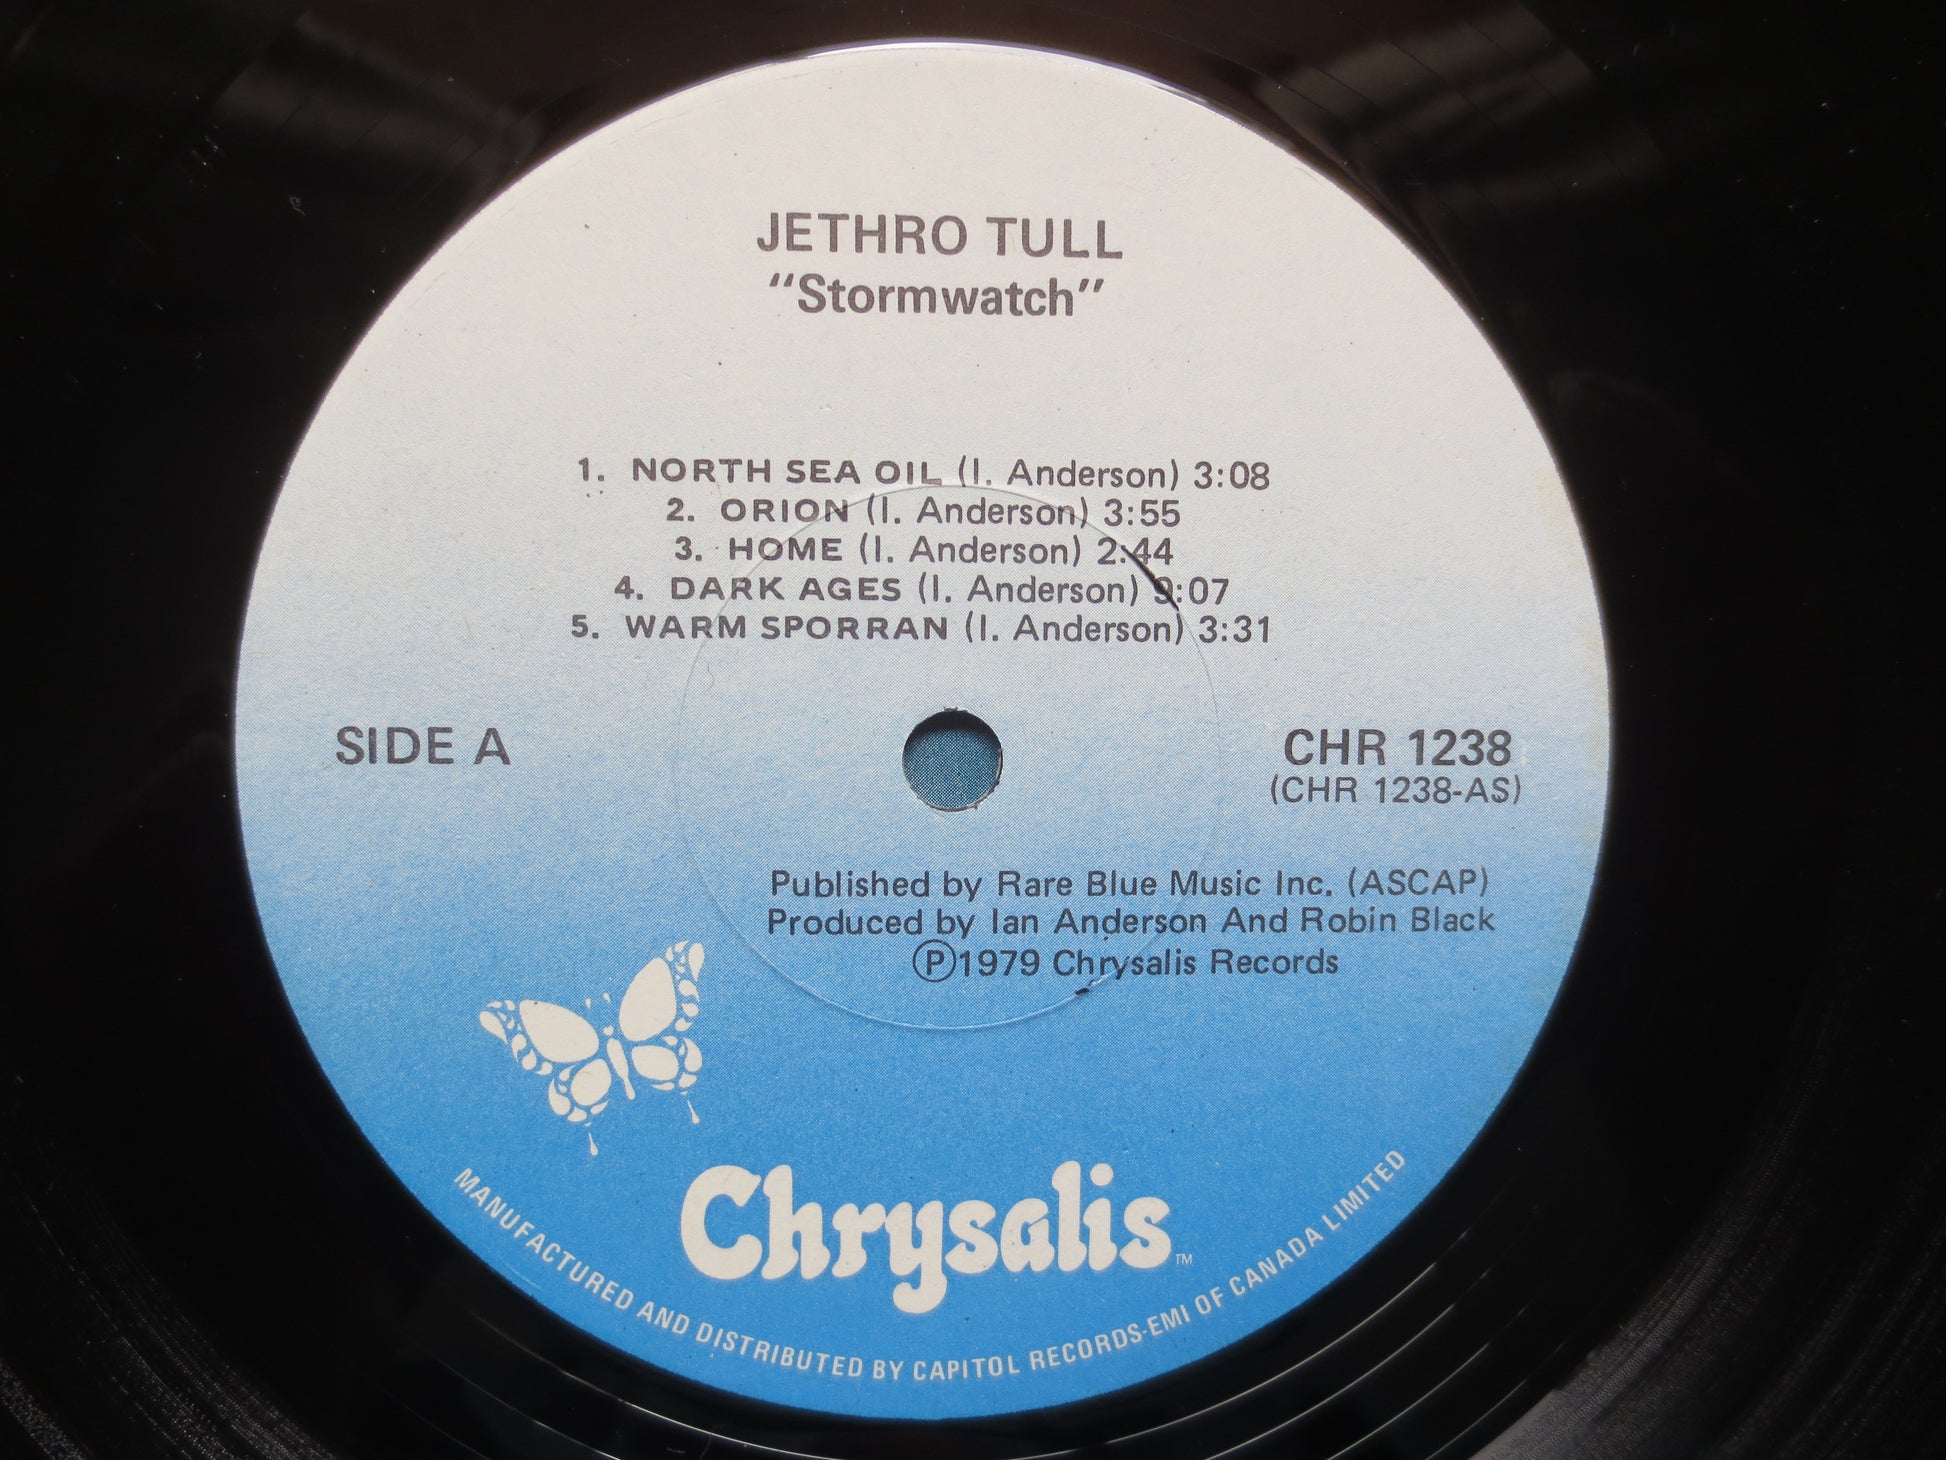 JETHRO TULL
"Stormwatch"
1. NORTH SEA OIL (I. Anderson) 3:08
2. ORION (I. Anderson) 3:55
3. HOME (I. Anderson) 2:44
4. DARK AGES (I. Anderson) 9:07
5. WARM SPORRAN (I. Anderson) 3:31
SIDE A
CHR 1238
(CHR 1238-AS)
Published by Rare Blue Music Inc. (ASCAP)
Produced by Ian Anderson And Robin Black
Ⓟ1979 Chrysalis Records
Chrysalis™
MANUFACTURED AND DISTRIBUTED BY CAPITOL RECORDS-EMI OF CANADA LIMITED